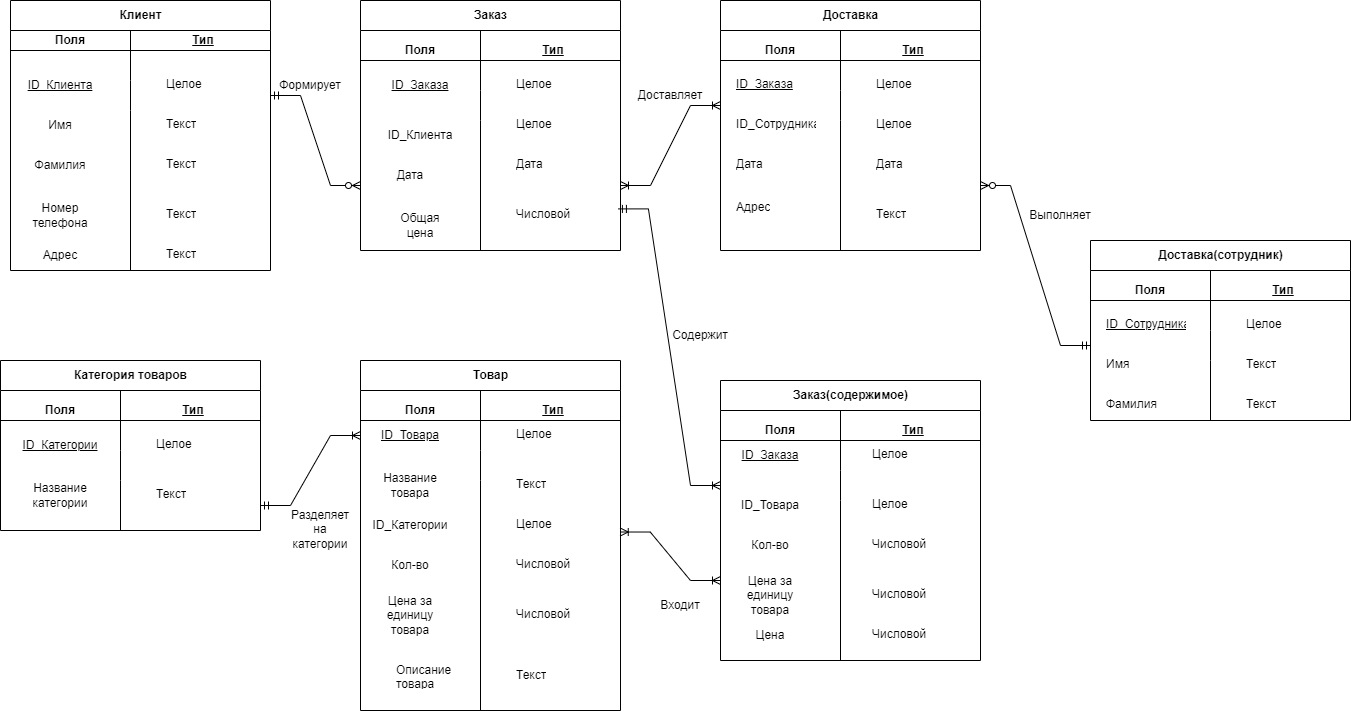 Клиент
Поля Тип
ID_Клиента Целое
Имя Текст
Фамилия Текст
Номер
телефона Текст
Адрес Текст
Формирует
Заказ
Поля Тип
ID_Заказа Целое
ID_Клиента Целое
Дата Дата
Общая
цена Числовой
Доставляет
Доставка
Поля Тип
ID_Заказа Целое
ID_Сотрудника Целое
Дата Дата
Адрес Текст
Выполняет
Доставка(сотрудник)
Поля Тип
ID_Сотрудника Целое
Имя Текст
Фамилия Текст
Содержит
Категория товаров
Поля Тип
ID_Категории Целое
Название
категории Текст
Разделяет
на
категории
Товар
Поля Тип
ID_Товара Целое
Название
товара Текст
ID_Категории Целое
Кол-во Числовой
Цена за
единицу
товара Числовой
Описание
товара Текст
Входит
Заказ(содержимое)
Поля Тип
ID_Заказа Целое
ID_Товара Целое
Кол-во Числовой
Цена за
единицу
товара Числовой
Цена Числовой